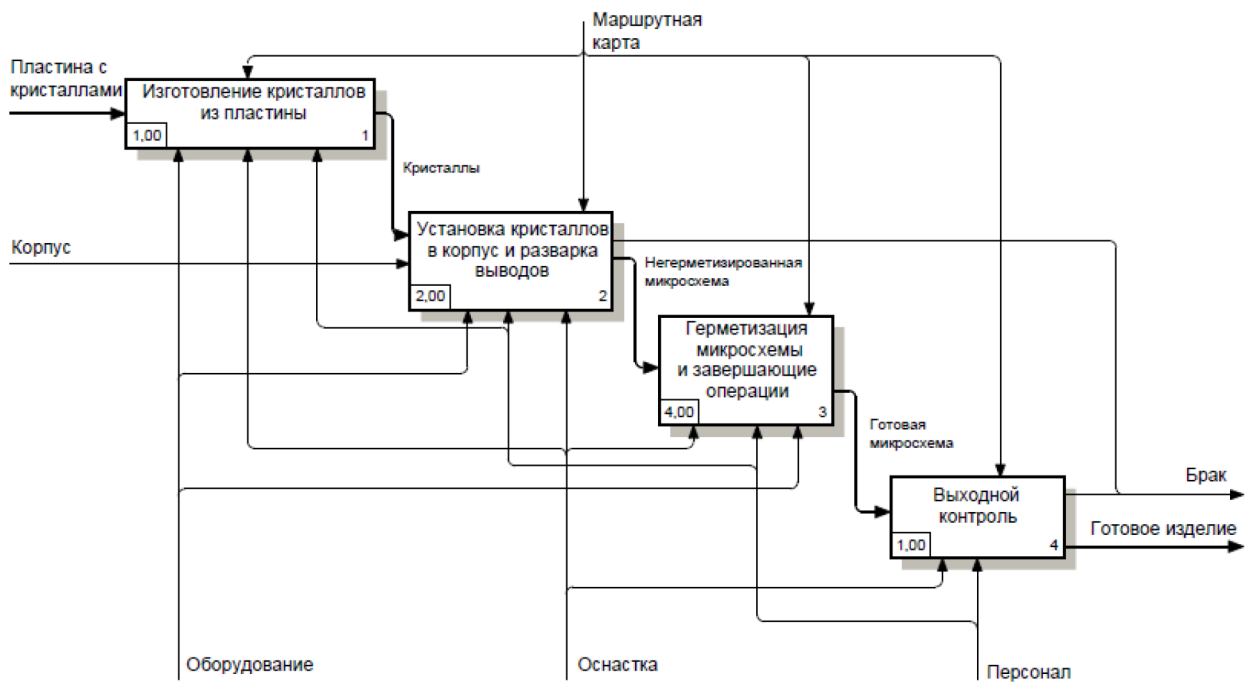 Маршрутная
карта
Пластина с
кристаллами
Изготовление кристаллов
из пластины
1,00
1
Кристаллы
Корпус
Установка кристаллов
в корпус и разварка
выводов
2,00
2
Негерметизированная
микросхема
Герметизация
микросхемы
и завершающие
операции
4,00
3
Готовая
микросхема
Выходной
контроль
1,00
4
Брак
Готовое изделие
Оборудование
Оснастка
Персонал